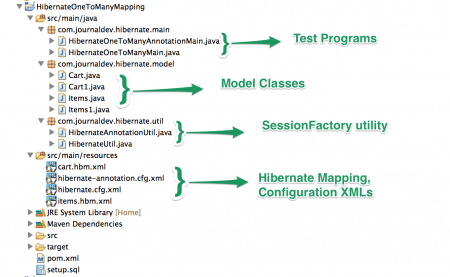 HibernateOneToManyMapping
src/main/java
com.journaldev.hibernate.main
HibernateOneToManyAnnotationMain.java
HibernateOneToManyMain.java
Test Programs
com.journaldev.hibernate.model
Cart.java
Cart1.java
Items.java
Items1.java
Model Classes
com.journaldev.hibernate.util
HibernateAnnotationUtil.java
HibernateUtil.java
SessionFactory utility
src/main/resources
cart.hbm.xml
hibernate-annotation.cfg.xml
hibernate.cfg.xml
items.hbm.xml
Hibernate Mapping,
Configuration XMLs
JRE System Library [Home]
Maven Dependencies
src
target
pom.xml
setup.sql